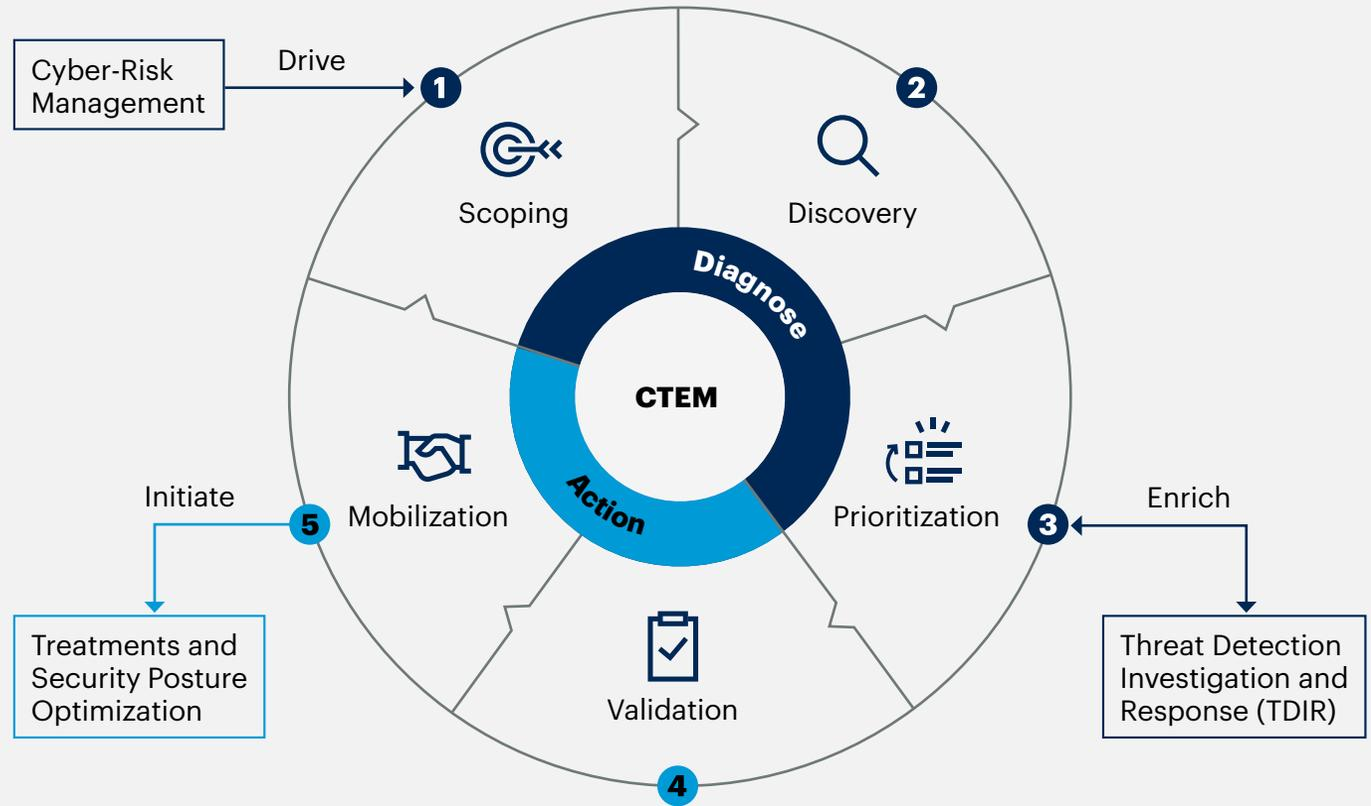 Cyber-Risk
Management
Drive
1
2
Scoping
Discovery
Diagnose
CTEM
Action
Mobilization
Prioritization
Initiate
5
3
Enrich
Treatments and
Security Posture
Optimization
Threat Detection
Investigation and
Response (TDIR)
Validation
4